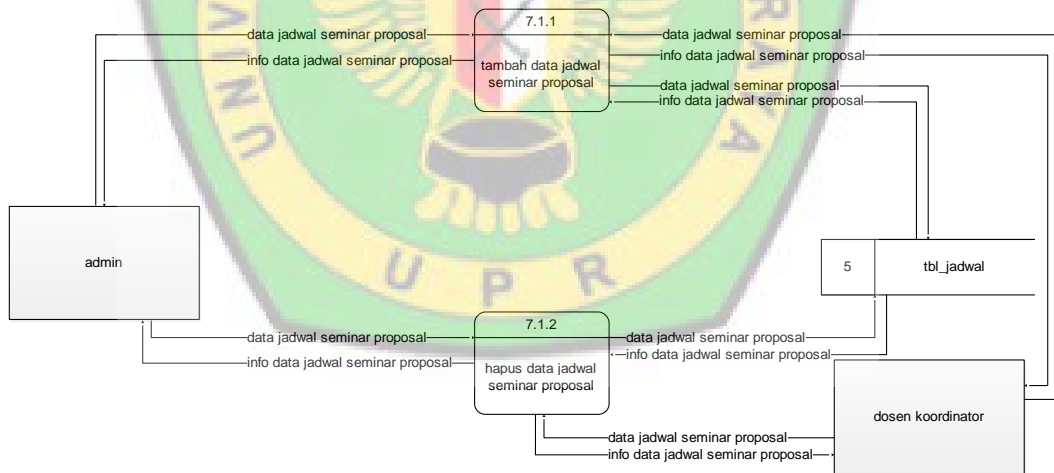 7.1.1
tambah data jadwal
seminar proposal
data jadwal seminar proposal
info data jadwal seminar proposal
data jadwal seminar proposal
info data jadwal seminar proposal
data jadwal seminar proposal
info data jadwal seminar proposal
admin
5
tbl_jadwal
7.1.2
hapus data jadwal
seminar proposal
data jadwal seminar proposal
info data jadwal seminar proposal
data jadwal seminar proposal
info data jadwal seminar proposal
dosen koordinator
data jadwal seminar proposal
info data jadwal seminar proposal
UNIV
U P R
RAYA